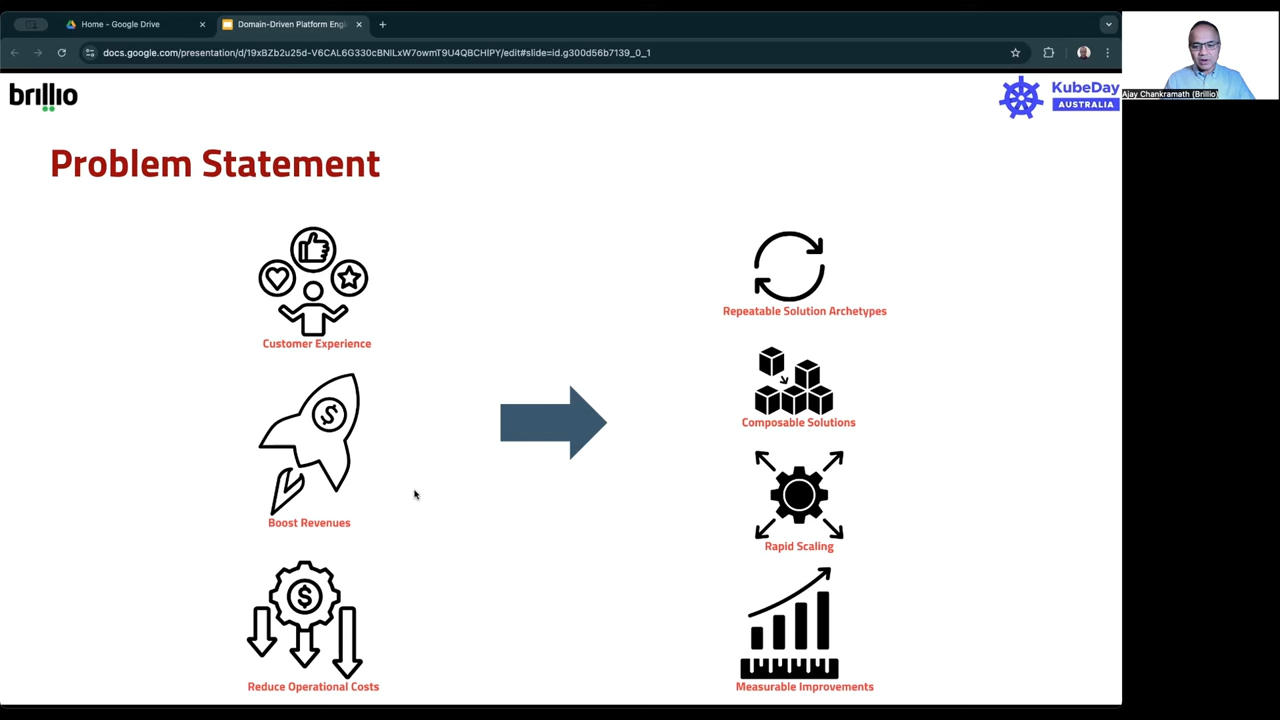 Home - Google Drive
Domain-Driven Platform Eng
docs.google.com/presentation/d/19xBZb2u25d-V6CAL6G330cBNlLxW7owmT9U4QBCHlPY/edit#slide=id.g300d56b7139_0_1
Ajay Chankramath (Brillio)
brillio
KubeDay
AUSTRALIA
Problem Statement
Customer Experience
Boost Revenues
Reduce Operational Costs
Repeatable Solution Archetypes
Composable Solutions
Rapid Scaling
Measurable Improvements